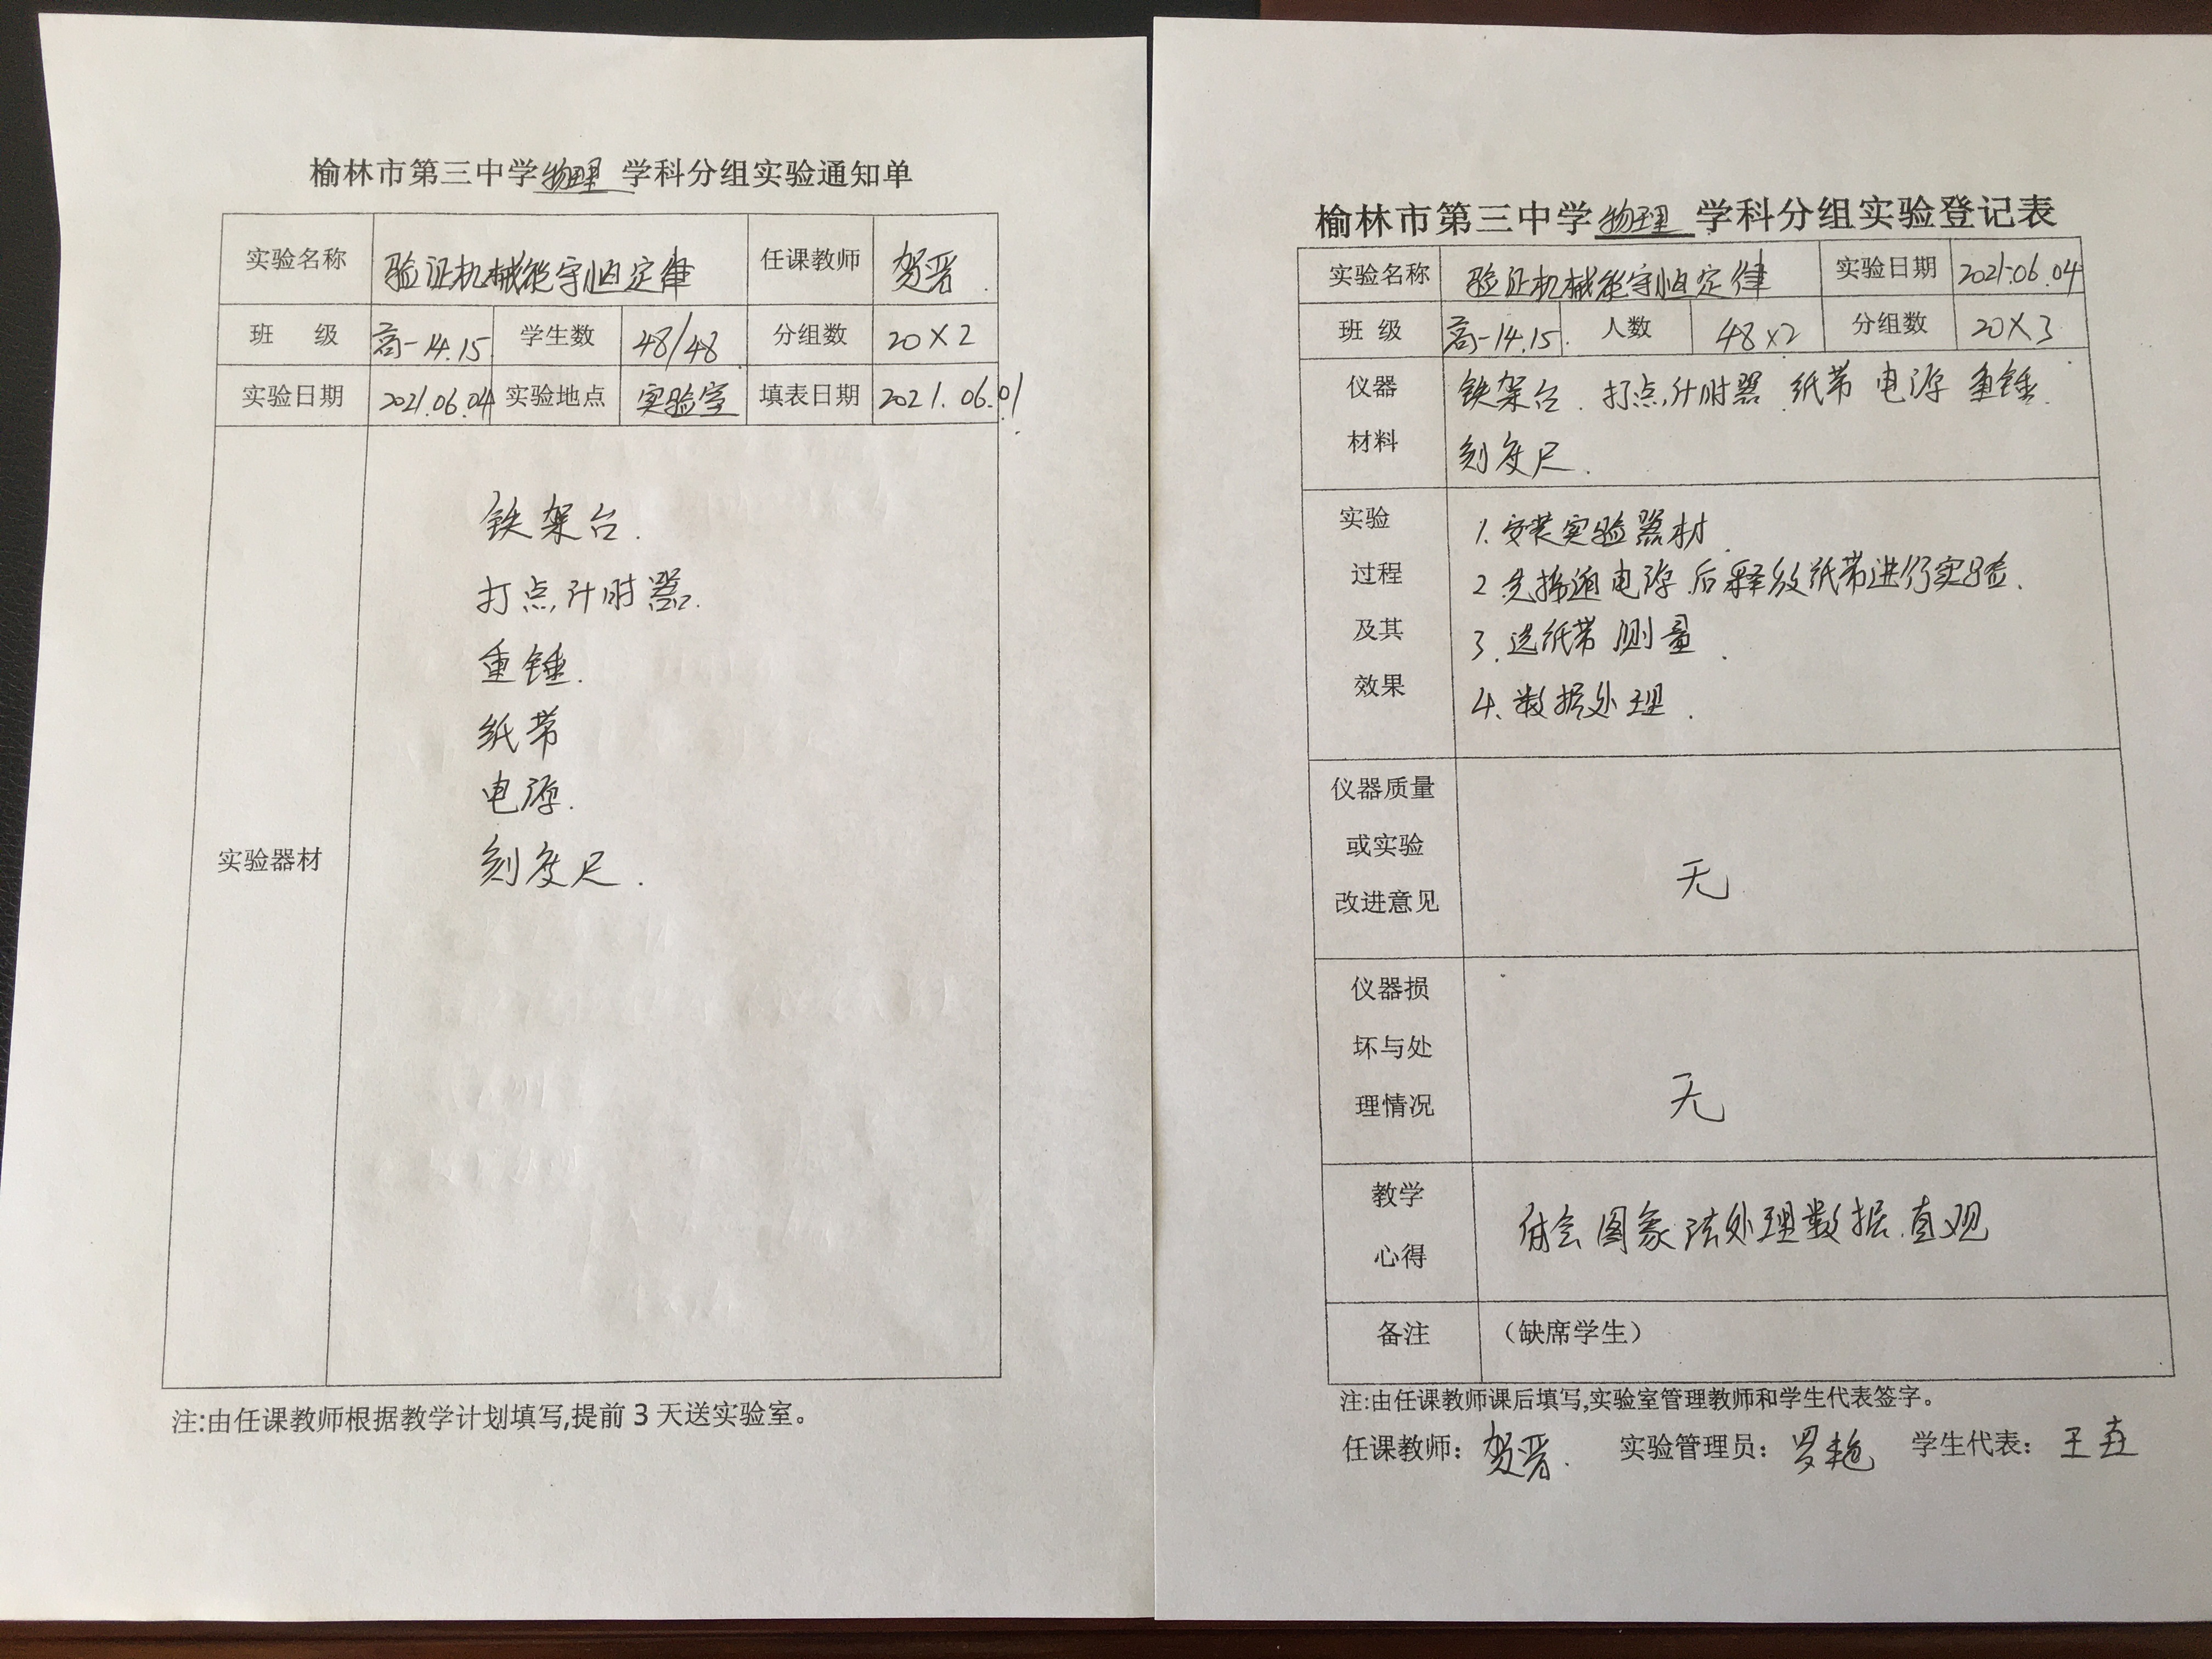 榆林市第三中学物理 学科分组实验通知单
实验名称 验证机械能守恒定律 任课教师 贺晋.
班 级 高一14.15 学生数 48/48 分组数 20×2
实验日期 2021.06.04 实验地点 实验室 填表日期 2021.06.01
实验器材
铁架台.
打点计时器.
重锤.
纸带
电源.
刻度尺.
注:由任课教师根据教学计划填写,提前 3 天送实验室。
榆林市第三中学物理 学科分组实验登记表
实验名称 验证机械能守恒定律 实验日期 2021.06.04
班 级 高一14.15. 人数 48×2 分组数 20×3
仪器 铁架台. 打点计时器. 纸带 电源 重锤.
材料 刻度尺.
实验 1. 安装实验器材.
过程 2 先接通电源 后释放纸带进行实验.
及其 3. 选纸带 测量.
效果 4. 数据处理.
仪器质量
或实验
改进意见
无
仪器损
坏与处
理情况
无
教学
心得
体会图象法处理数据.直观
备注 （缺席学生）
注:由任课教师课后填写,实验室管理教师和学生代表签字。
任课教师: 贺晋. 实验管理员: 罗艳 学生代表: 王